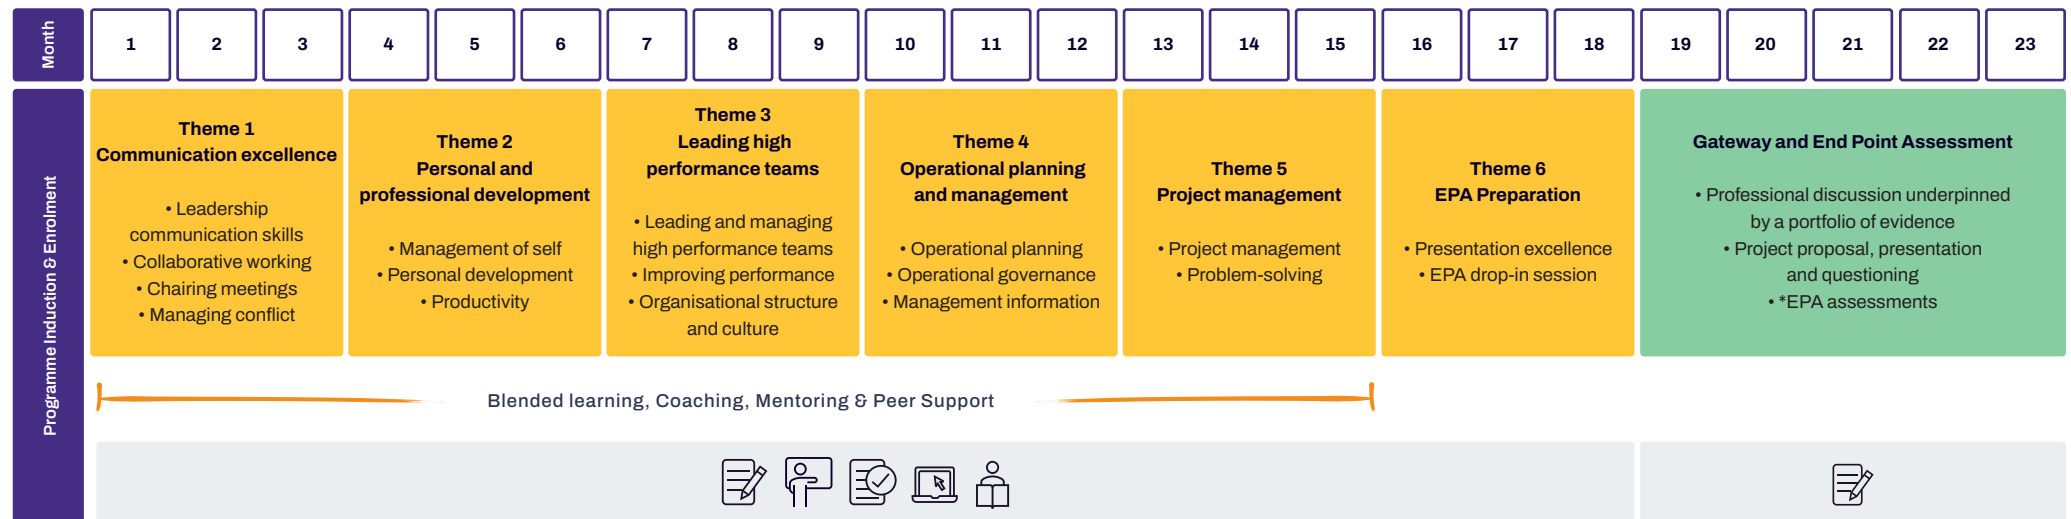 Month
1
2
3
4
5
6
7
8
9
10
11
12
13
14
15
16
17
18
19
20
21
22
23
Programme Induction & Enrolment
Theme 1
Communication excellence
• Leadership
communication skills
• Collaborative working
• Chairing meetings
• Managing conflict
Theme 2
Personal and
professional development
• Management of self
• Personal development
• Productivity
Theme 3
Leading high
performance teams
• Leading and managing
high performance teams
• Improving performance
• Organisational structure
and culture
Theme 4
Operational planning
and management
• Operational planning
• Operational governance
• Management information
Theme 5
Project management
• Project management
• Problem-solving
Theme 6
EPA Preparation
• Presentation excellence
• EPA drop-in session
Gateway and End Point Assessment
• Professional discussion underpinned
by a portfolio of evidence
• Project proposal, presentation
and questioning
• *EPA assessments
Blended learning, Coaching, Mentoring & Peer Support